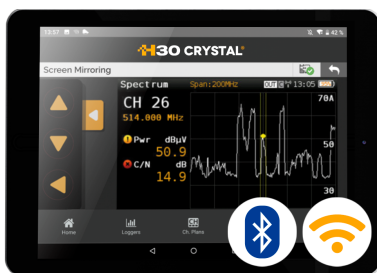 13:57
42%
H30 CRYSTAL
Screen Mirroring
Spectrum Span:200MHz OUT 13:05
CH 26
514.000 MHz
70A
1 Pwr dBµV
50.9
50
C/N dB
14.9
30
Home
Loggers
Ch. Plans